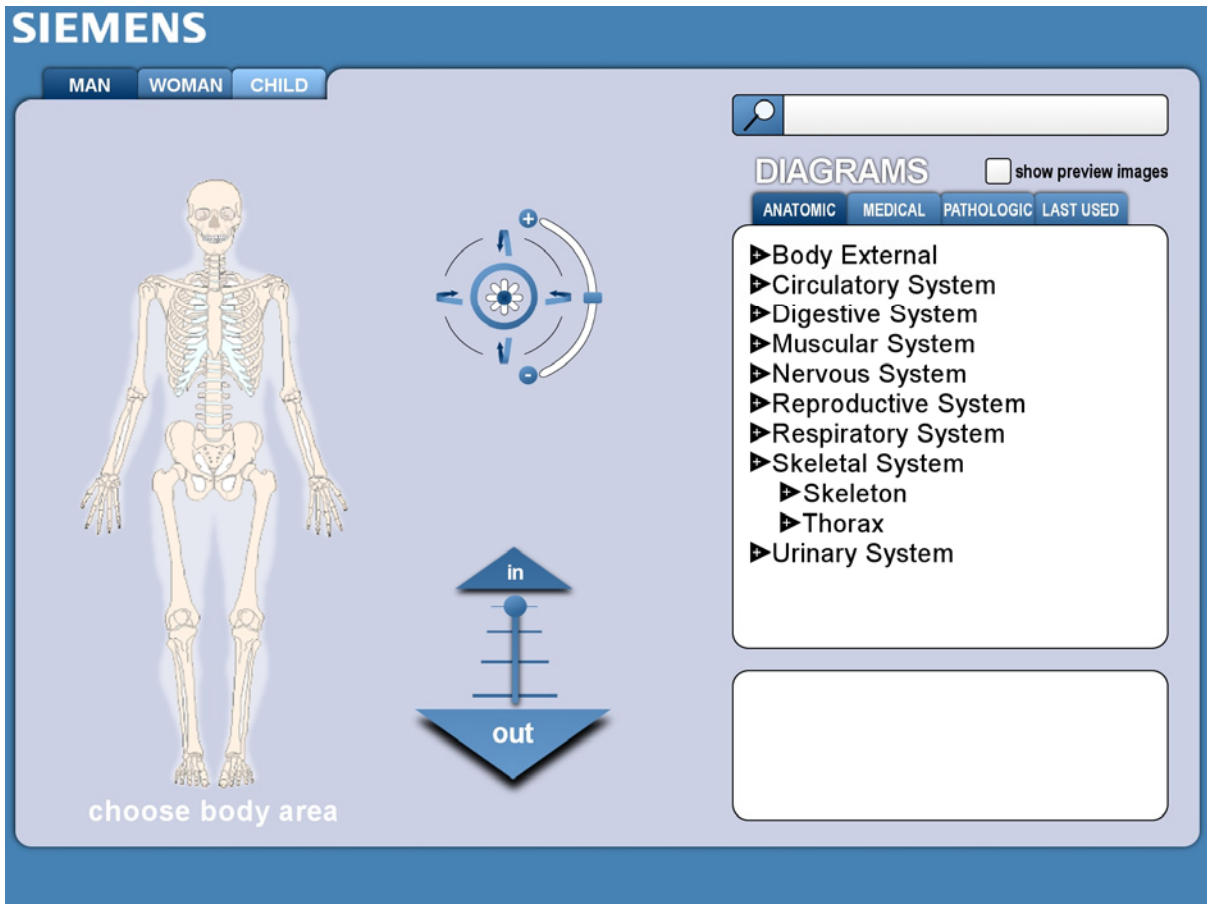 SIEMENS
MAN WOMAN CHILD
DIAGRAMS show preview images
ANATOMIC MEDICAL PATHOLOGIC LAST USED
Body External
Circulatory System
Digestive System
Muscular System
Nervous System
Reproductive System
Respiratory System
Skeletal System
Skeleton
Thorax
Urinary System
in
out
choose body area